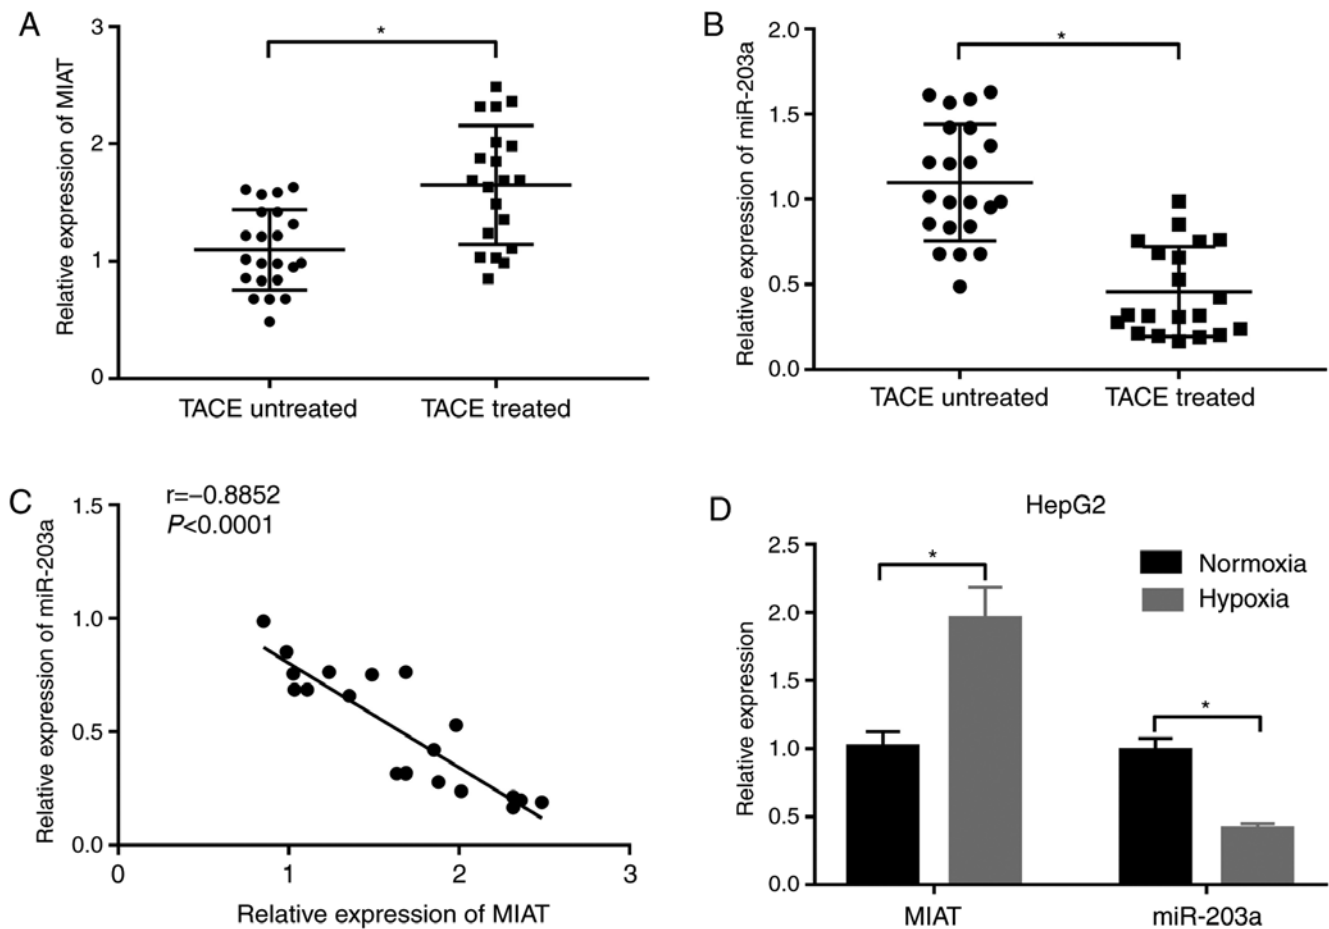 A
Relative expression of MIAT
3
2
1
0
*
TACE untreated
TACE treated
B
Relative expression of miR-203a
2.0
1.5
1.0
0.5
0.0
*
TACE untreated
TACE treated
C
r=−0.8852
P<0.0001
Relative expression of miR-203a
1.5
1.0
0.5
0.0
0
1
2
3
Relative expression of MIAT
D
HepG2
Relative expression
2.5
2.0
1.5
1.0
0.5
0.0
*
*
Normoxia
Hypoxia
MIAT
miR-203a